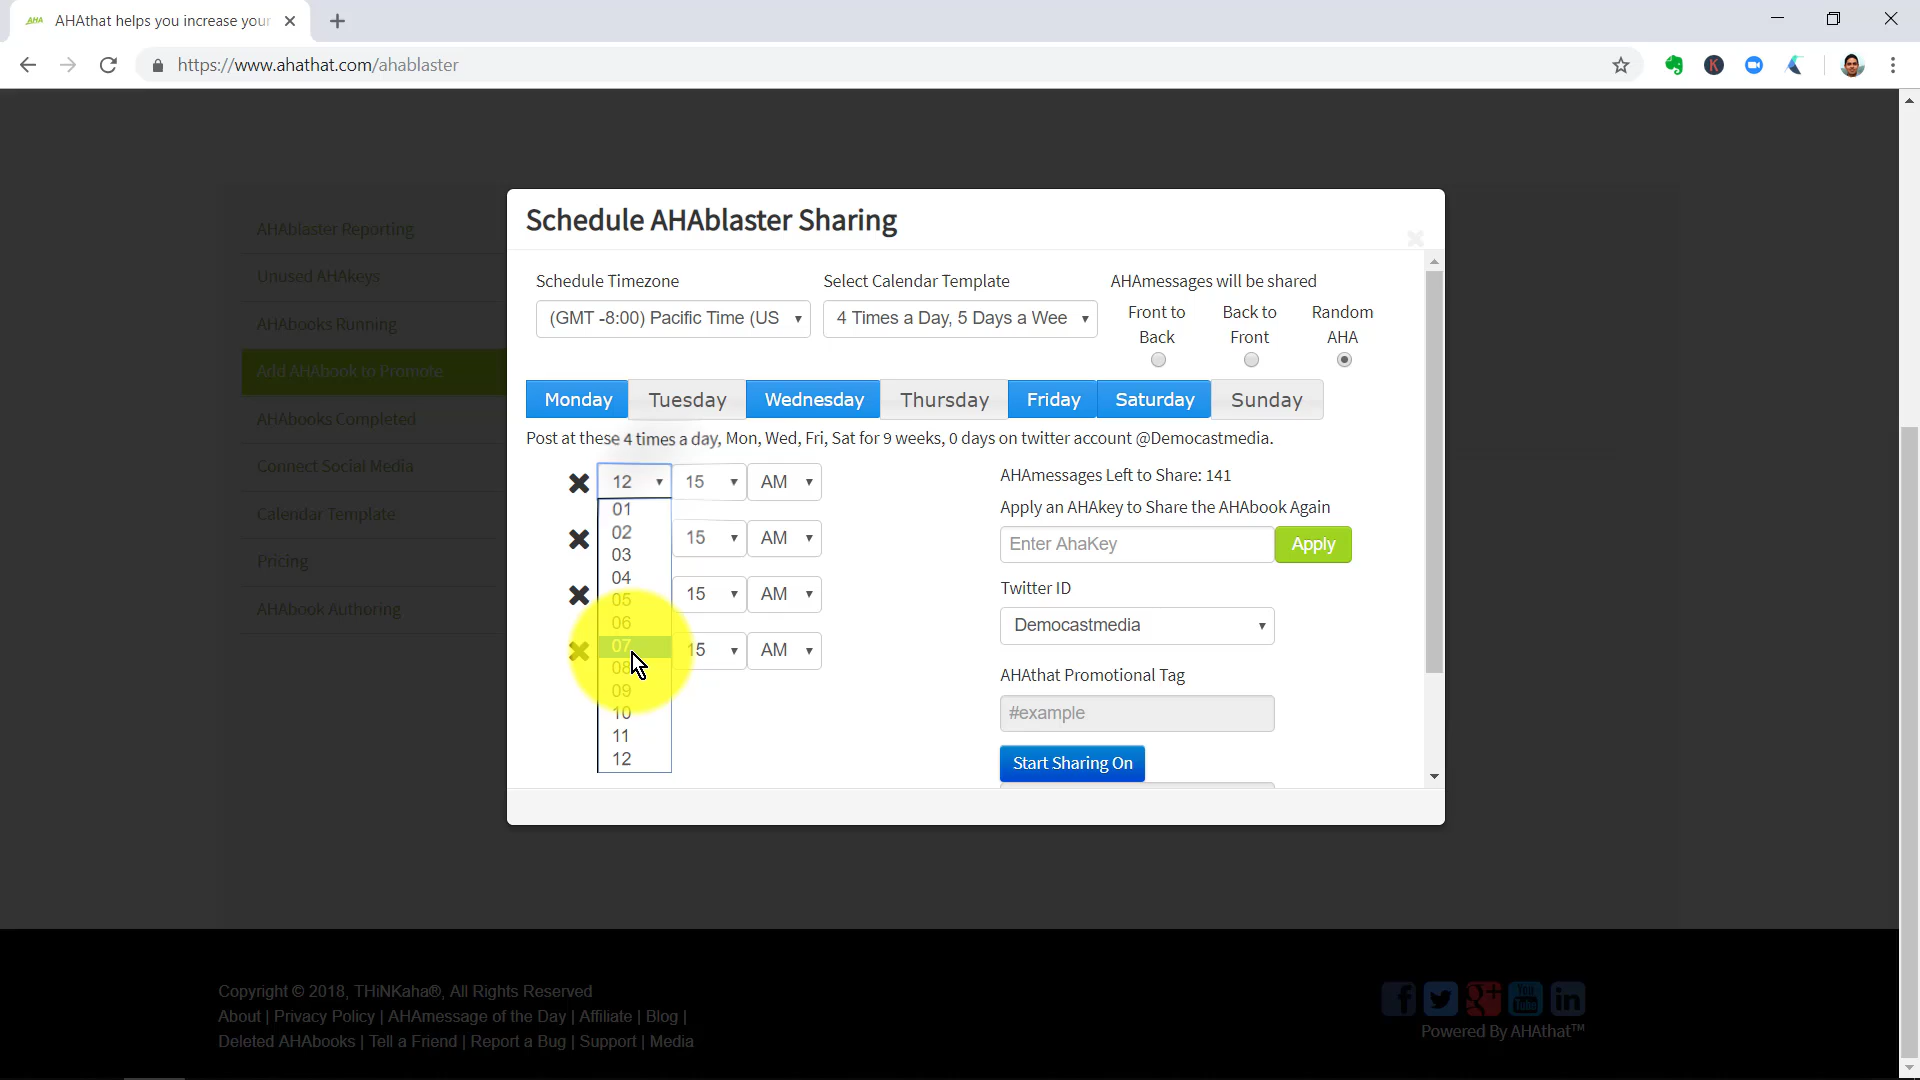 AHA AHAthat helps you increase your
https://www.ahathat.com/ahablaster
K
Schedule AHAblaster Sharing
AHAblaster Reporting
Unused AHAkeys
AHAbooks Running
Add AHAbook to Promote
AHAbooks Completed
Connect Social Media
Calendar Template
Pricing
AHAbook Authoring
Schedule Timezone
(GMT -8:00) Pacific Time (US
Select Calendar Template
4 Times a Day, 5 Days a Wee
AHAmessages will be shared
Front to Back
Back to Front
Random AHA
Monday Tuesday Wednesday Thursday Friday Saturday Sunday
Post at these 4 times a day, Mon, Wed, Fri, Sat for 9 weeks, 0 days on twitter account @Democastmedia.
12 15 AM
01
02
03
04
05
06
07
08
09
10
11
12
15 AM
15 AM
15 AM
AHAmessages Left to Share: 141
Apply an AHAkey to Share the AHAbook Again
Enter AhaKey Apply
Twitter ID
Democastmedia
AHAthat Promotional Tag
#example
Start Sharing On
Copyright © 2018, THiNKaha®, All Rights Reserved
About | Privacy Policy | AHAmessage of the Day | Affiliate | Blog |
Deleted AHAbooks | Tell a Friend | Report a Bug | Support | Media
f g+ You Tube in
Powered By AHAthat™